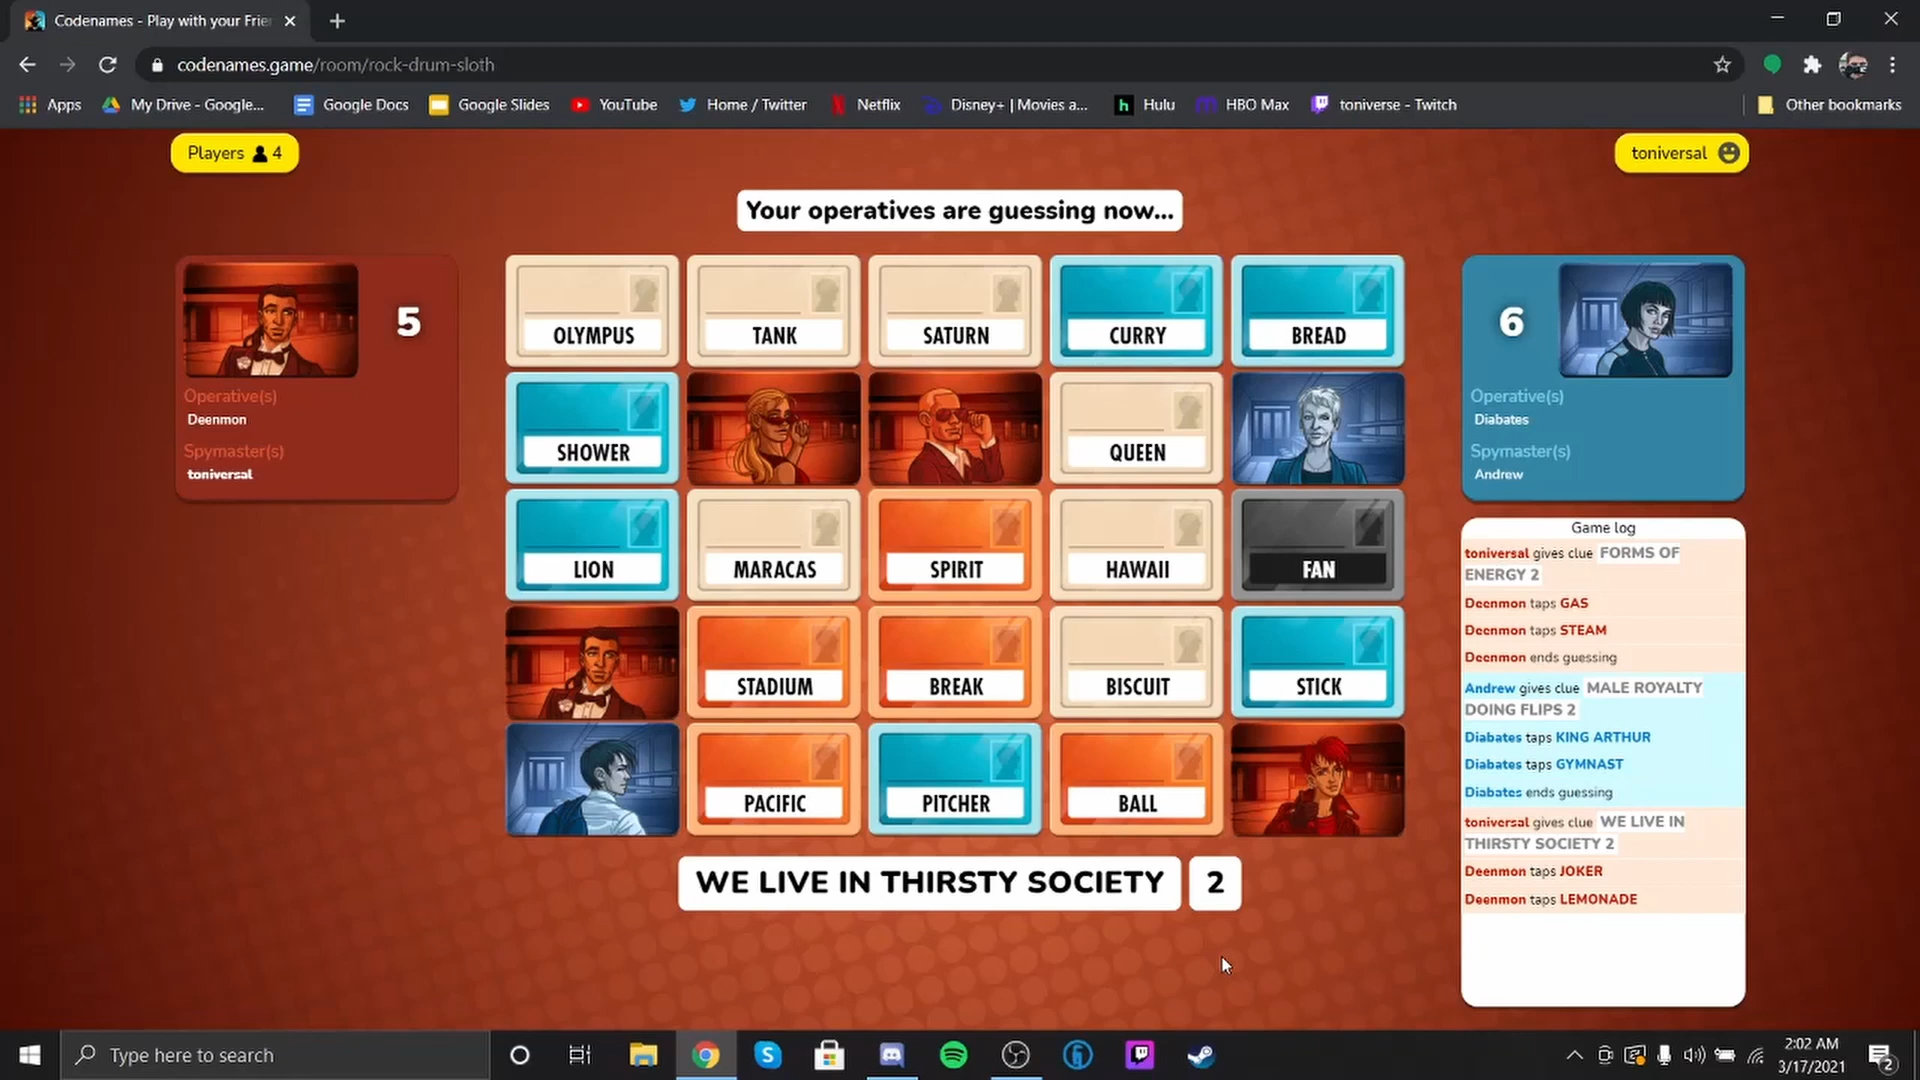 Codenames - Play with your Frie
codenames.game/room/rock-drum-sloth
Apps My Drive - Google... Google Docs Google Slides YouTube Home / Twitter Netflix Disney+ | Movies a... Hulu HBO Max toniverse - Twitch Other bookmarks
Players 4
toniversal
Your operatives are guessing now...
5
Operative(s)
Deenmon
Spymaster(s)
toniversal
OLYMPUS TANK SATURN CURRY BREAD
SHOWER QUEEN
LION MARACAS SPIRIT HAWAII FAN
STADIUM BREAK BISCUIT STICK
PACIFIC PITCHER BALL
WE LIVE IN THIRSTY SOCIETY 2
6
Operative(s)
Diabates
Spymaster(s)
Andrew
Game log
toniversal gives clue FORMS OF
ENERGY 2
Deenmon taps GAS
Deenmon taps STEAM
Deenmon ends guessing
Andrew gives clue MALE ROYALTY
DOING FLIPS 2
Diabates taps KING ARTHUR
Diabates taps GYMNAST
Diabates ends guessing
toniversal gives clue WE LIVE IN
THIRSTY SOCIETY 2
Deenmon taps JOKER
Deenmon taps LEMONADE
Type here to search
2:02 AM
3/17/2021
2